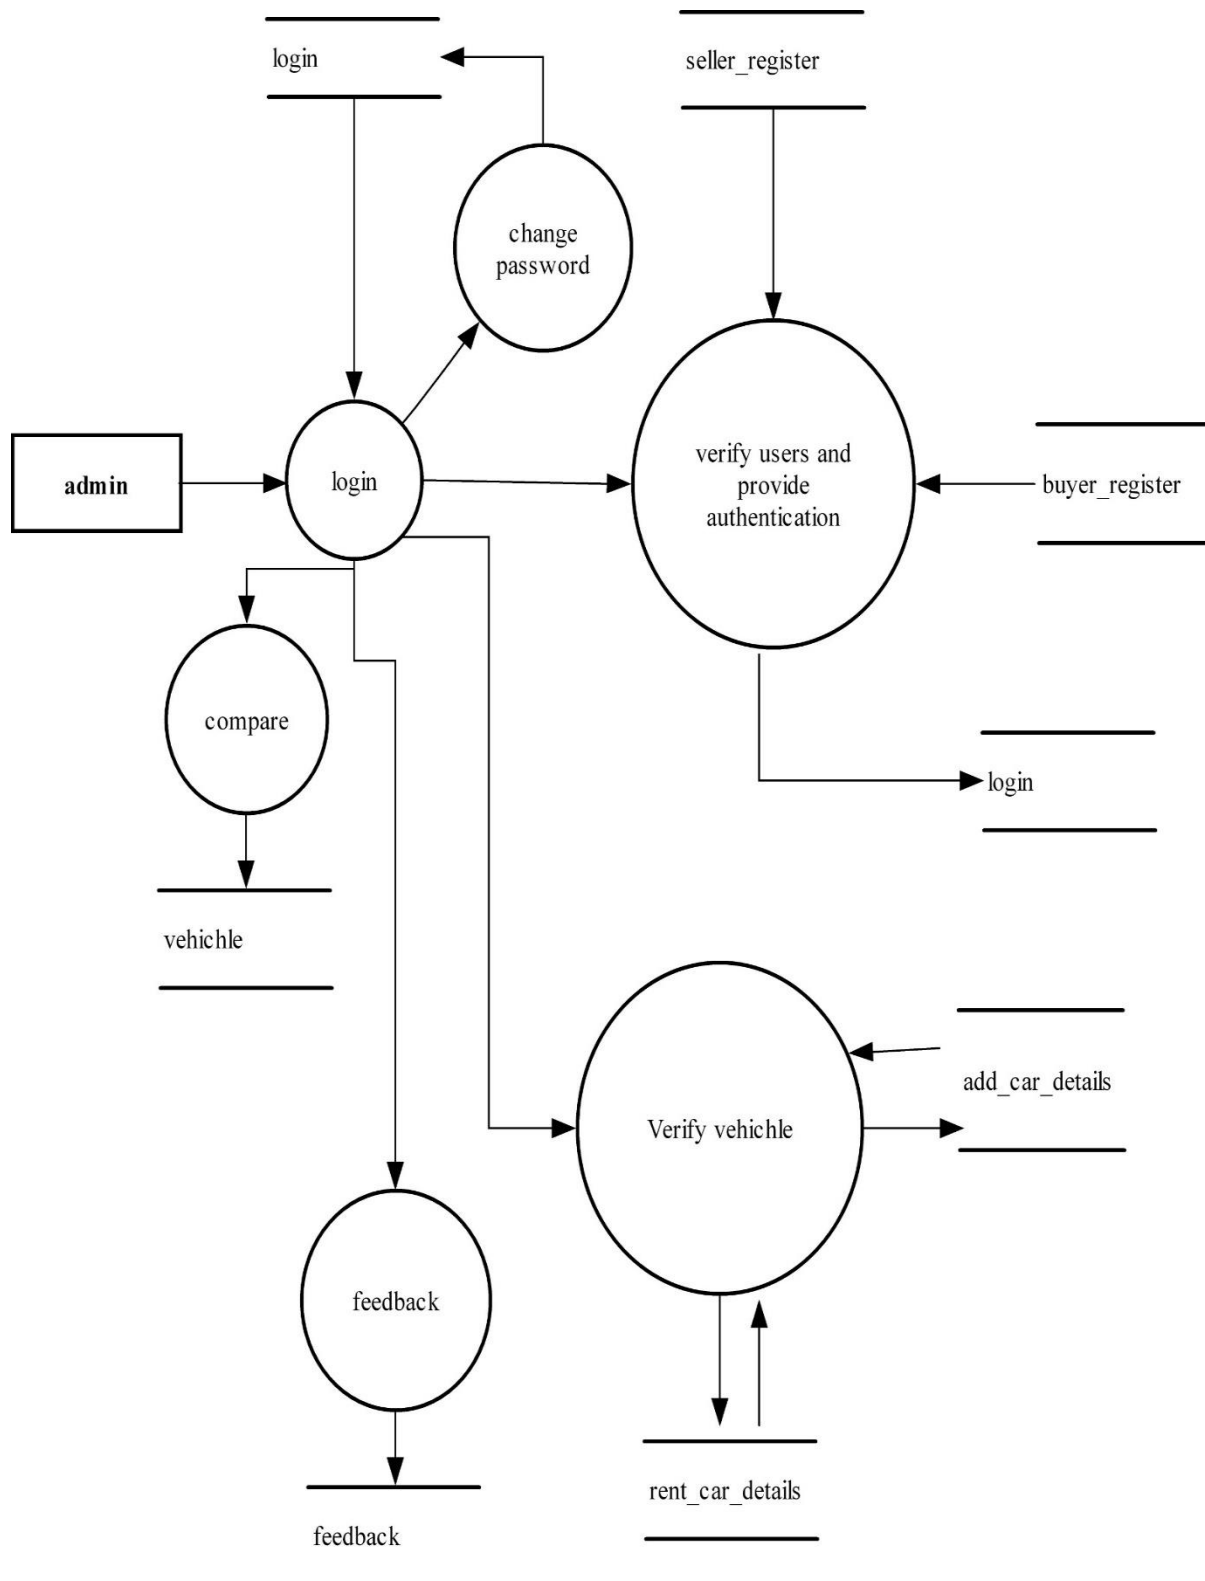 login
seller_register
change
password
admin
login
verify users and
provide
authentication
buyer_register
compare
login
vehichle
add_car_details
Verify vehichle
feedback
rent_car_details
feedback